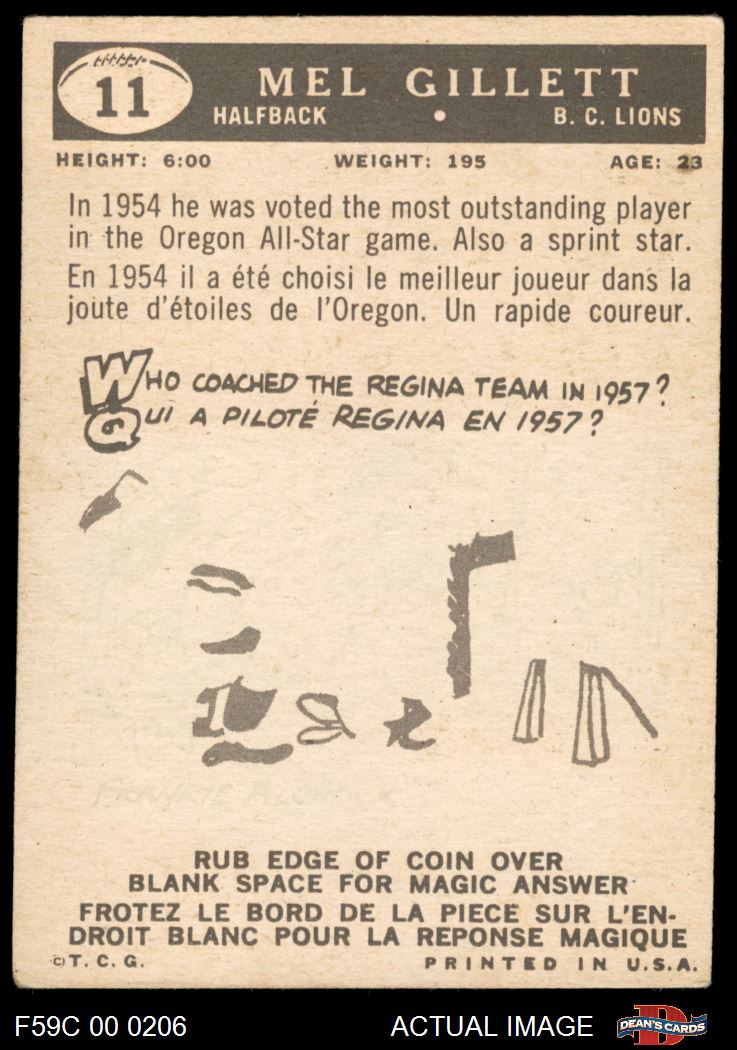 11
MEL GILLETT
HALFBACK • B. C. LIONS
HEIGHT: 6:00 WEIGHT: 195 AGE: 23
In 1954 he was voted the most outstanding player
in the Oregon All-Star game. Also a sprint star.
En 1954 il a été choisi le meilleur joueur dans la
joute d'étoiles de l'Oregon. Un rapide coureur.
WHO COACHED THE REGINA TEAM IN 1957?
QUI A PILOTÉ REGINA EN 1957?
RUB EDGE OF COIN OVER
BLANK SPACE FOR MAGIC ANSWER
FROTEZ LE BORD DE LA PIECE SUR L'EN-
DROIT BLANC POUR LA REPONSE MAGIQUE
© T. C. G. PRINTED IN U.S.A.
F59C 00 0206 ACTUAL IMAGE DEAN'S CARDS